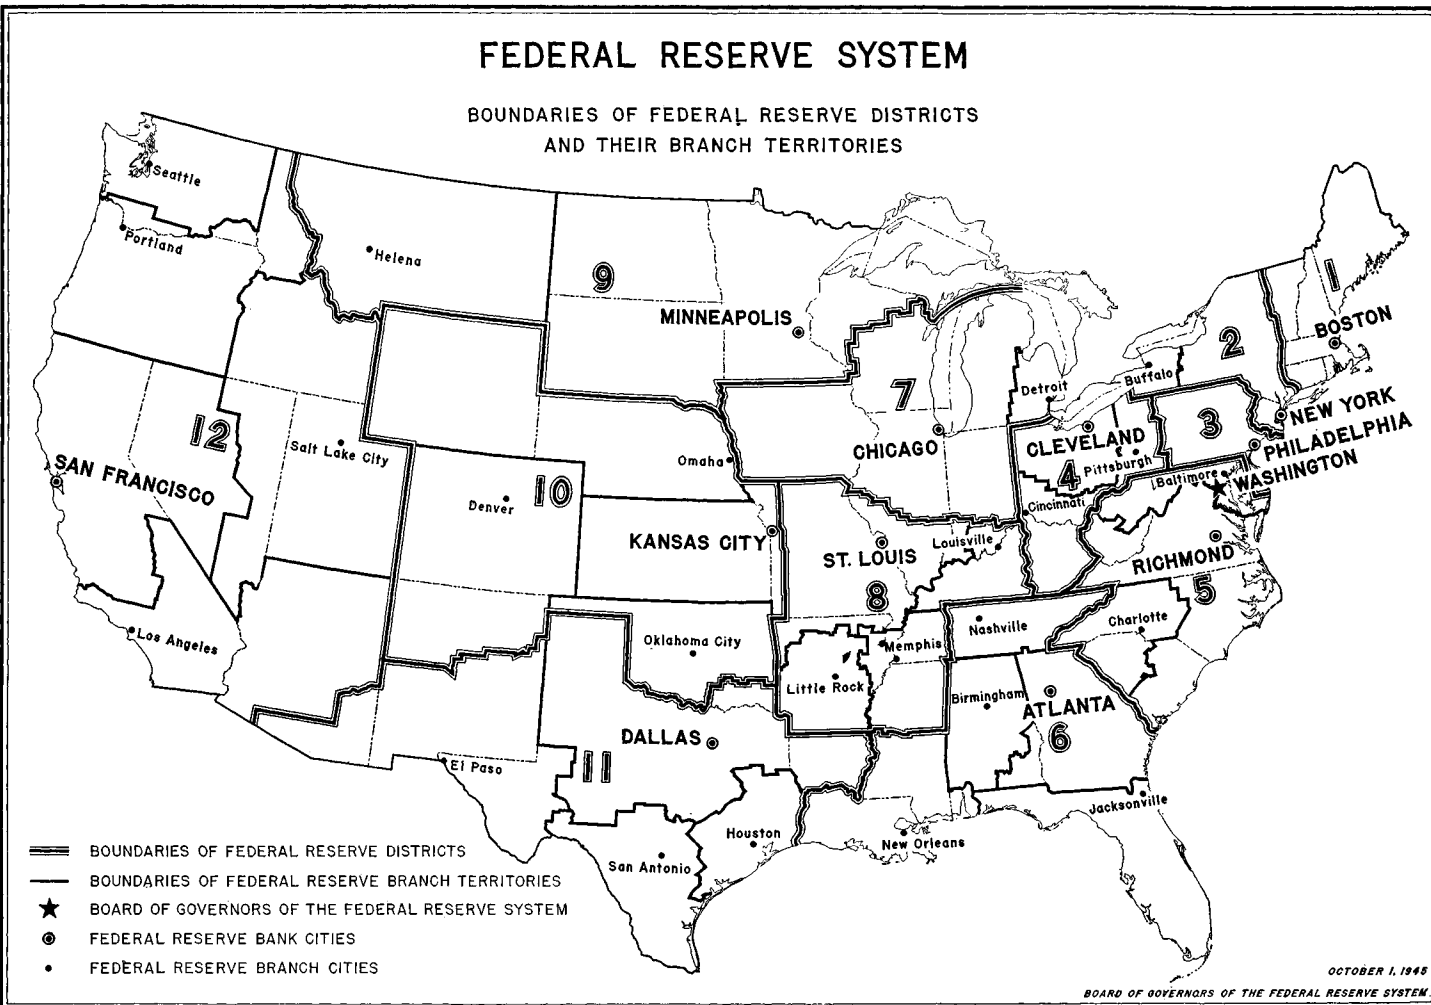 FEDERAL RESERVE SYSTEM
BOUNDARIES OF FEDERAL RESERVE DISTRICTS
AND THEIR BRANCH TERRITORIES
Seattle
Portland
Helena
9
MINNEAPOLIS
1
BOSTON
2
Buffalo
Detroit
7
CHICAGO
NEW YORK
3
PHILADELPHIA
CLEVELAND
4
Pittsburgh
WASHINGTON
Baltimore
Cincinnati
12
SAN FRANCISCO
Salt Lake City
Omaha
10
Denver
KANSAS CITY
ST. LOUIS
8
Louisville
RICHMOND
5
Charlotte
Los Angeles
Oklahoma City
Nashville
Memphis
Little Rock
Birmingham
ATLANTA
6
DALLAS
11
El Paso
Jacksonville
Houston
New Orleans
San Antonio
BOUNDARIES OF FEDERAL RESERVE DISTRICTS
BOUNDARIES OF FEDERAL RESERVE BRANCH TERRITORIES
BOARD OF GOVERNORS OF THE FEDERAL RESERVE SYSTEM
FEDERAL RESERVE BANK CITIES
FEDERAL RESERVE BRANCH CITIES
OCTOBER 1, 1945
BOARD OF GOVERNORS OF THE FEDERAL RESERVE SYSTEM.